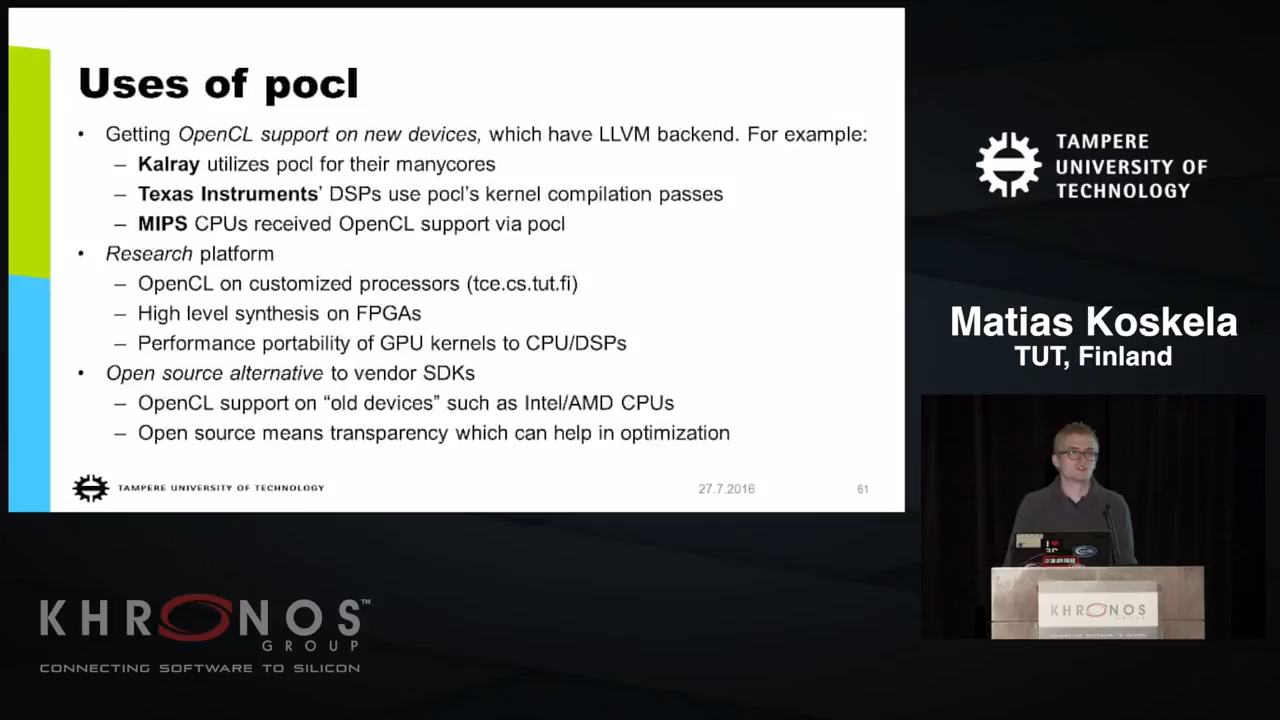 Uses of pocl
• Getting OpenCL support on new devices, which have LLVM backend. For example:
– Kalray utilizes pocl for their manycores
– Texas Instruments' DSPs use pocl's kernel compilation passes
– MIPS CPUs received OpenCL support via pocl
• Research platform
– OpenCL on customized processors (tce.cs.tut.fi)
– High level synthesis on FPGAs
– Performance portability of GPU kernels to CPU/DSPs
• Open source alternative to vendor SDKs
– OpenCL support on “old devices” such as Intel/AMD CPUs
– Open source means transparency which can help in optimization
TAMPERE UNIVERSITY OF TECHNOLOGY
27.7.2016
61
TAMPERE
UNIVERSITY OF
TECHNOLOGY
Matias Koskela
TUT, Finland
KHRONOS
GROUP
KHRONOS™
GROUP
CONNECTING SOFTWARE TO SILICON